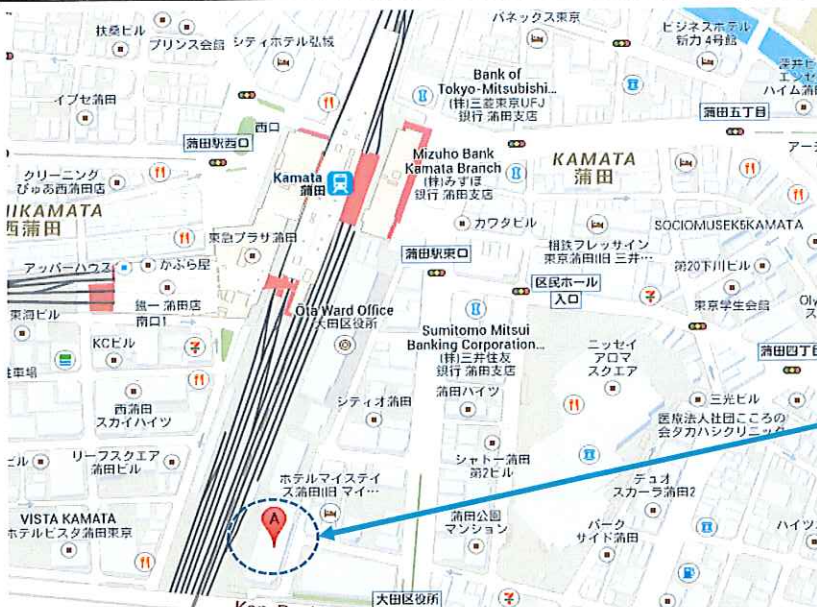 扶桑ビル
プリンス会館
シティホテル弘城
パネックス東京
ビジネスホテル
新力 4号館
イブセ蒲田
西口
蒲田駅西口
Bank of
Tokyo-Mitsubishi...
(株)三菱東京UFJ
銀行 蒲田支店
蒲田五丁目
クリーニング
ぴゅあ西蒲田店
Kamata
蒲田
Mizuho Bank
Kamata Branch
(株)みずほ
銀行 蒲田支店
KAMATA
蒲田
西蒲田
東急プラザ蒲田
カワタビル
蒲田駅東口
相鉄フレッサイン
東京蒲田(旧 三井…
SOCIOMUSEK5KAMATA
第20下川ビル
アッパーハウス
かぶら屋
東海ビル
銀一 蒲田店
南口1
Ōta Ward Office
大田区役所
区民ホール
入口
東京学生会館
KCビル
Sumitomo Mitsui
Banking Corporation...
(株)三井住友
銀行 蒲田支店
ニッセイ
アロマ
スクエア
蒲田四丁目
車場
西蒲田
スカイハイツ
シティオ蒲田
蒲田ハイツ
三光ビル
医療法人社団こころの
会タカハシクリニック
リーフスクエア
蒲田ビル
ホテルマイステイ
ズ蒲田(旧 マイ…
シャトー蒲田
第2ビル
デュオ
スカーラ蒲田2
VISTA KAMATA
ホテルビスタ蒲田東京
A
蒲田公園
マンション
パーク
サイド蒲田
大田区役所